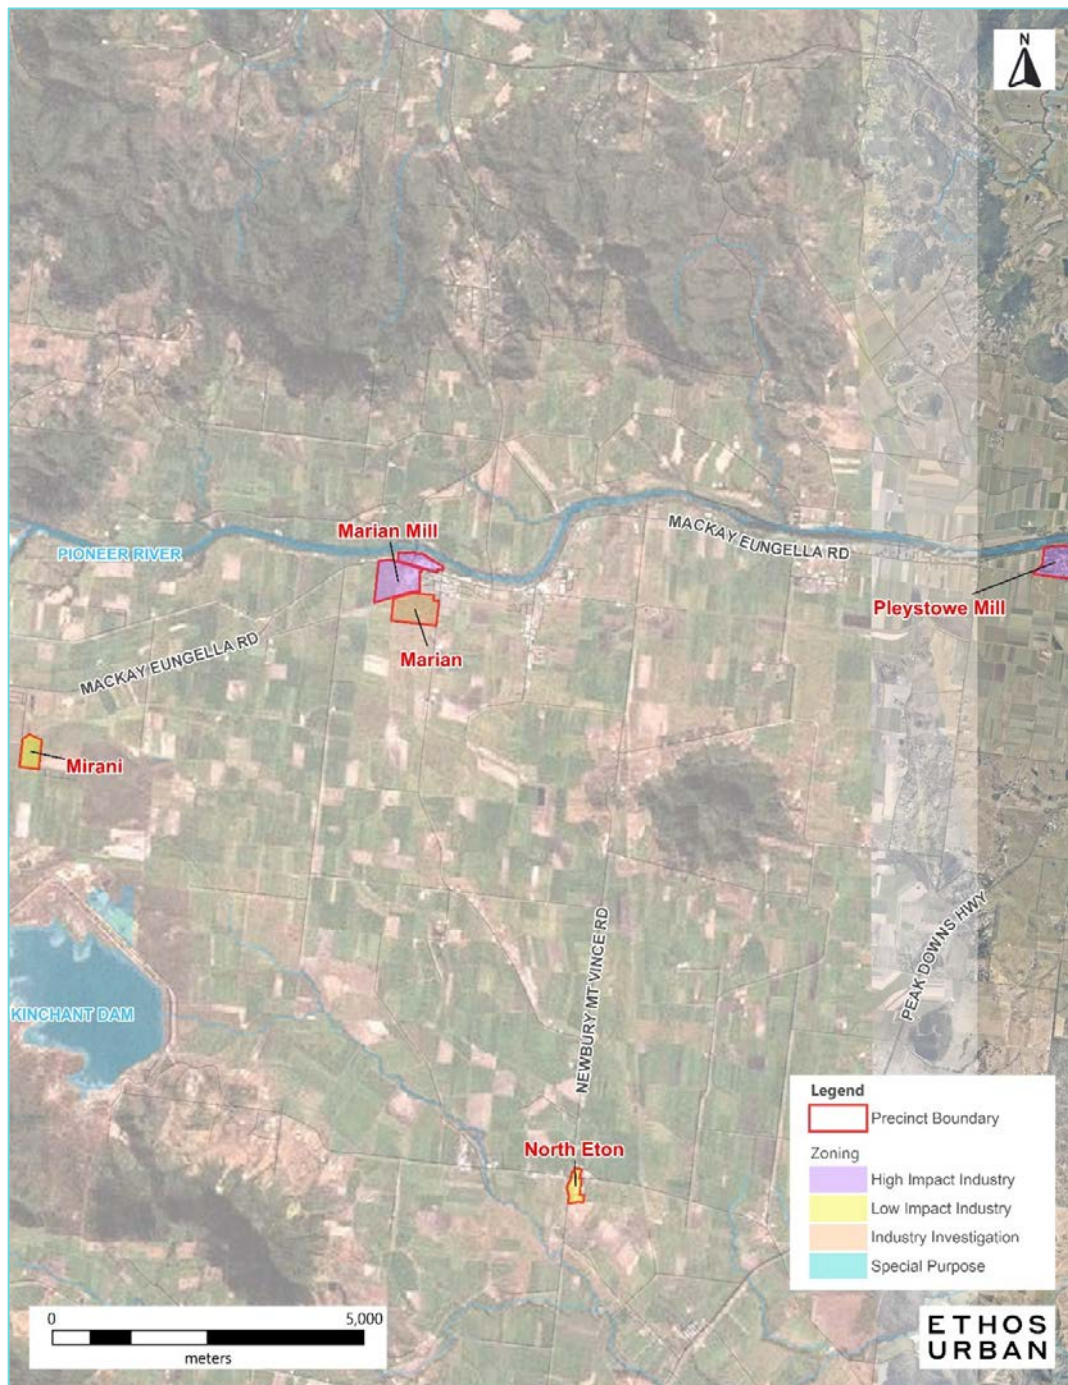 N
Marian Mill
MACKAY EUNGELLA RD
PIONEER RIVER
Pleystowe Mill
Marian
MACKAY EUNGELLA RD
Mirani
NEWBURY MT VINCE RD
PEAK DOWNS HWY
KINCHANT DAM
North Eton
Legend
Precinct Boundary
Zoning
High Impact Industry
Low Impact Industry
Industry Investigation
Special Purpose
0 5,000
meters
ETHOS
URBAN